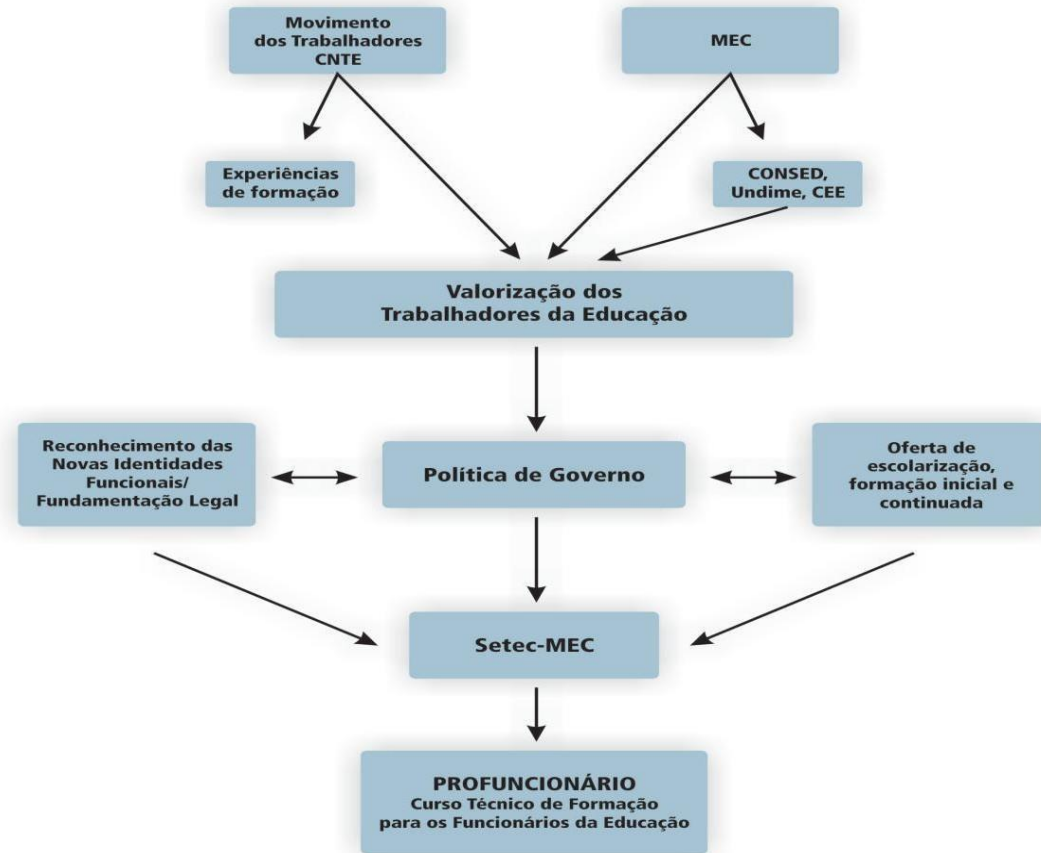 Movimento
dos Trabalhadores
CNTE
MEC
Experiências
de formação
CONSED,
Undime, CEE
Valorização dos
Trabalhadores da Educação
Reconhecimento das
Novas Identidades
Funcionais/
Fundamentação Legal
Política de Governo
Oferta de
escolarização,
formação inicial e
continuada
Setec-MEC
PROFUNCIONÁRIO
Curso Técnico de Formação
para os Funcionários da Educação